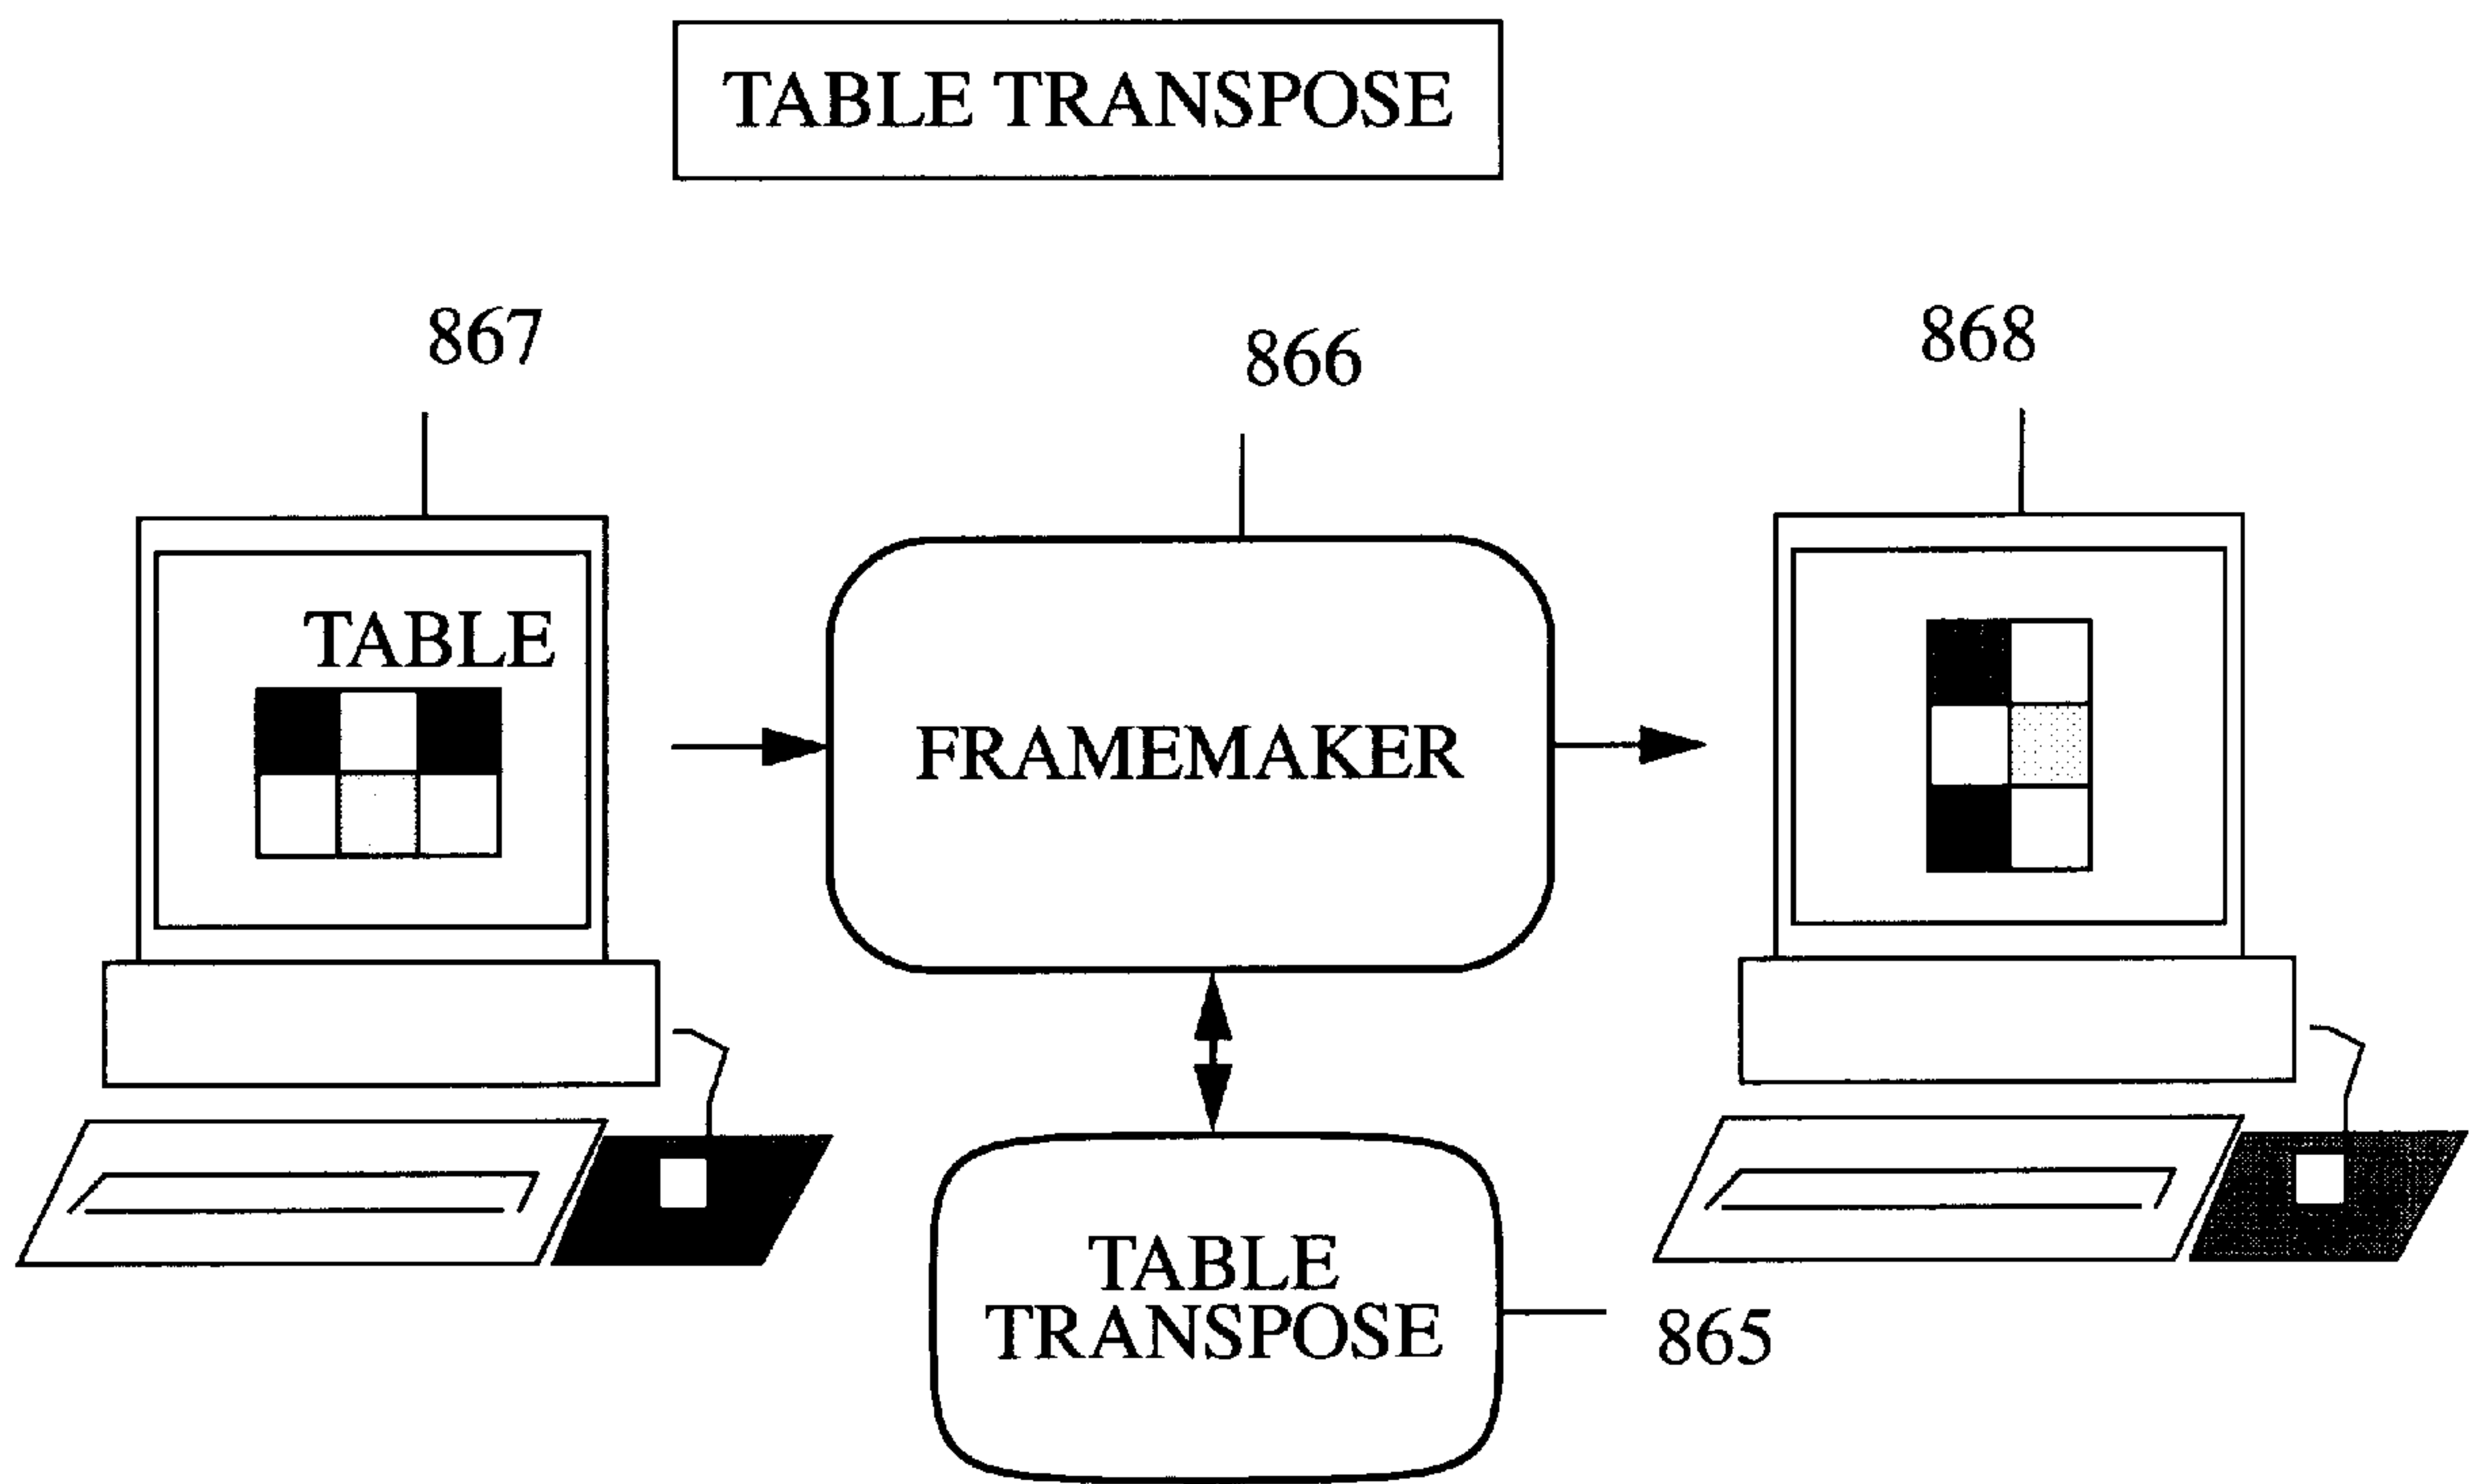 TABLE TRANSPOSE
867
866
868
TABLE
FRAMEMAKER
TABLE
TRANSPOSE
865